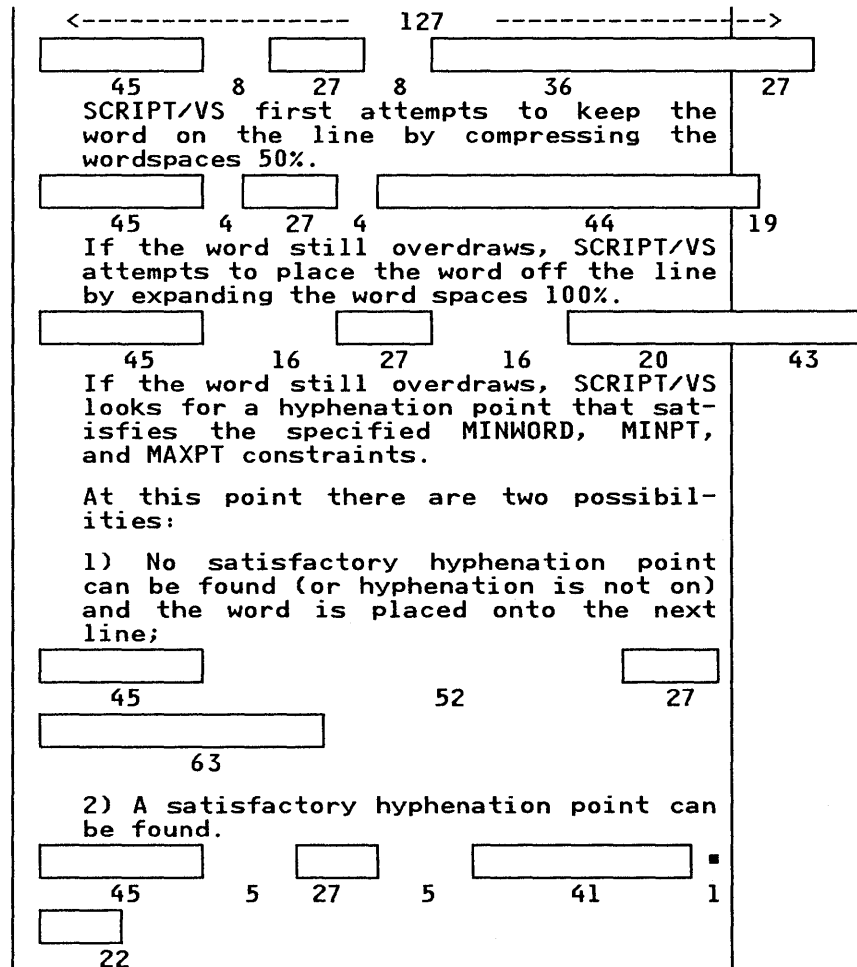 <---------------- 127 ---------------->
45 8 27 8 36 27
SCRIPT/VS first attempts to keep the
word on the line by compressing the
wordspaces 50%.
45 4 27 4 44 19
If the word still overdraws, SCRIPT/VS
attempts to place the word off the line
by expanding the word spaces 100%.
45 16 27 16 20 43
If the word still overdraws, SCRIPT/VS
looks for a hyphenation point that sat-
isfies the specified MINWORD, MINPT,
and MAXPT constraints.
At this point there are two possibil-
ities:
1) No satisfactory hyphenation point
can be found (or hyphenation is not on)
and the word is placed onto the next
line;
45 52 27
63
2) A satisfactory hyphenation point can
be found.
45 5 27 5 41 1
22